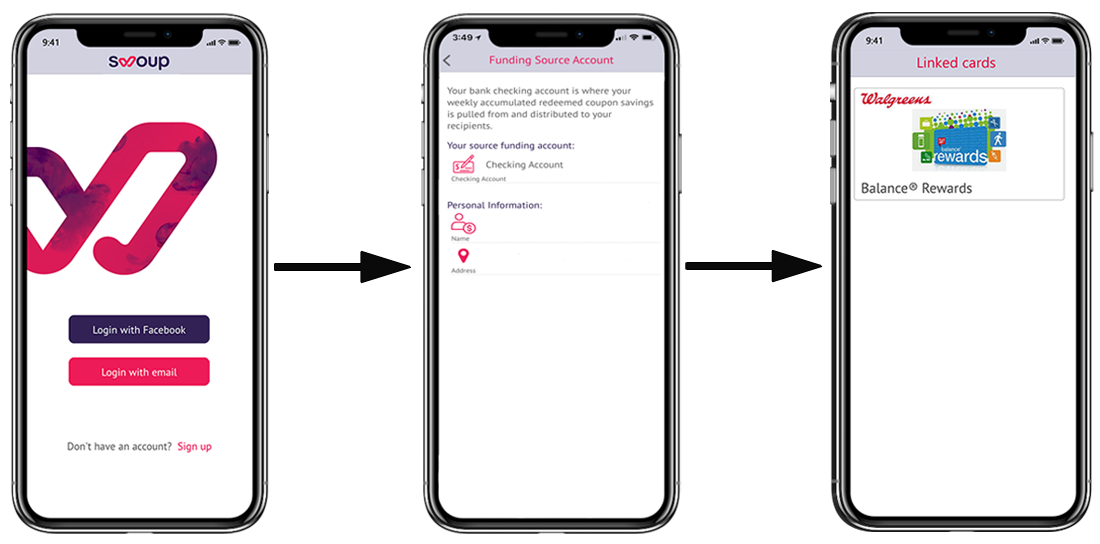 9:41
swoup
Login with Facebook
Login with email
Don't have an account? Sign up
3:49
Funding Source Account
Your bank checking account is where your
weekly accumulated redeemed coupon savings
is pulled from and distributed to your
recipients.
Your source funding account:
Checking Account
Checking Account
Personal Information:
Name
Address
9:41
Linked cards
Walgreens
balance
rewards
Balance® Rewards